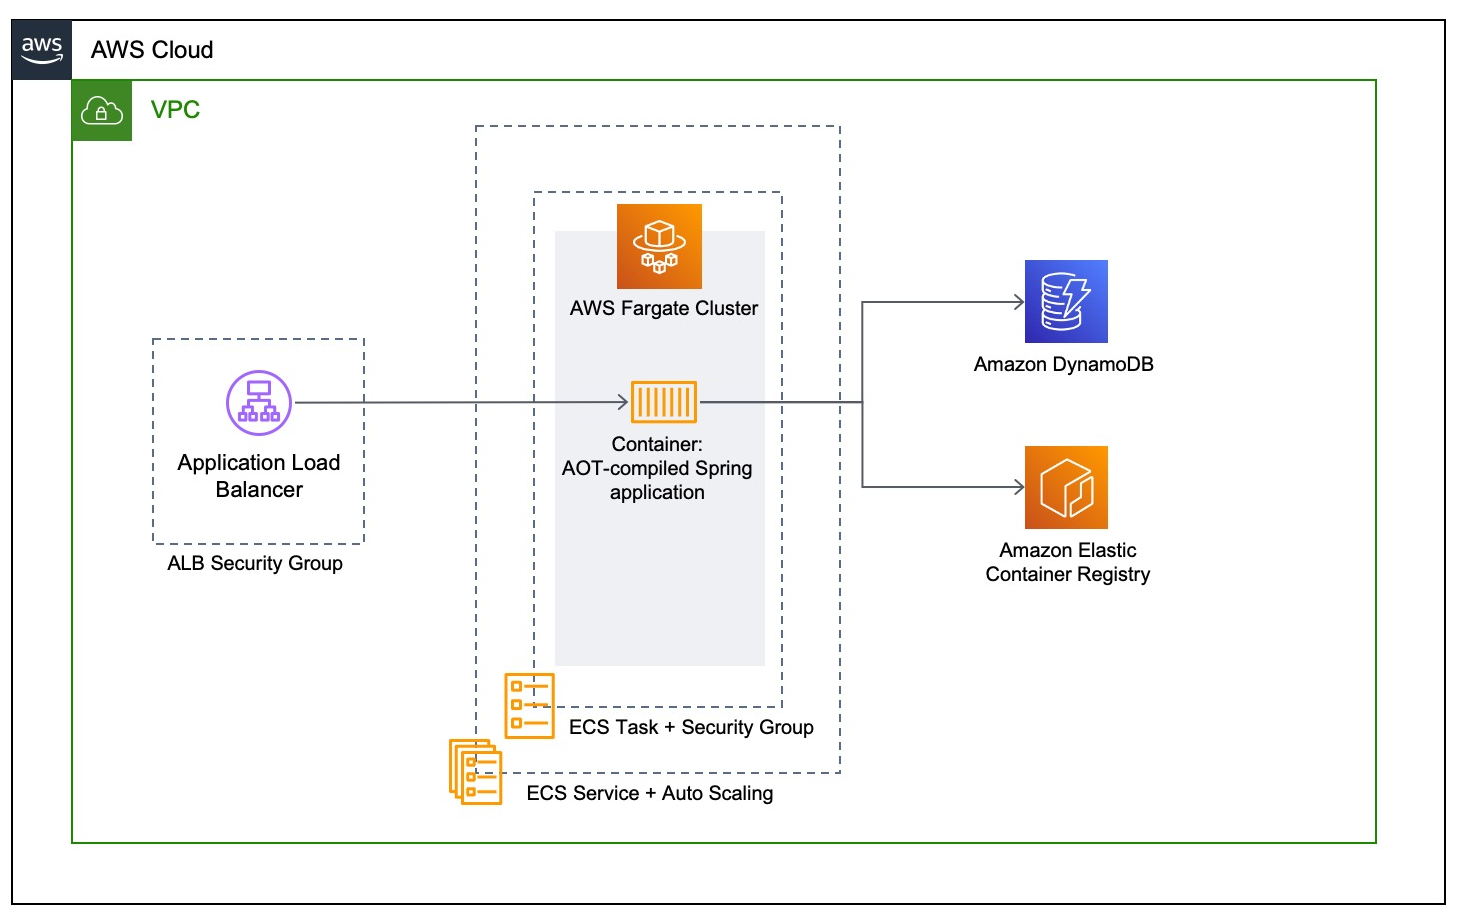 aws
AWS Cloud
VPC
AWS Fargate Cluster
Application Load
Balancer
ALB Security Group
Container:
AOT-compiled Spring
application
Amazon DynamoDB
Amazon Elastic
Container Registry
ECS Task + Security Group
ECS Service + Auto Scaling